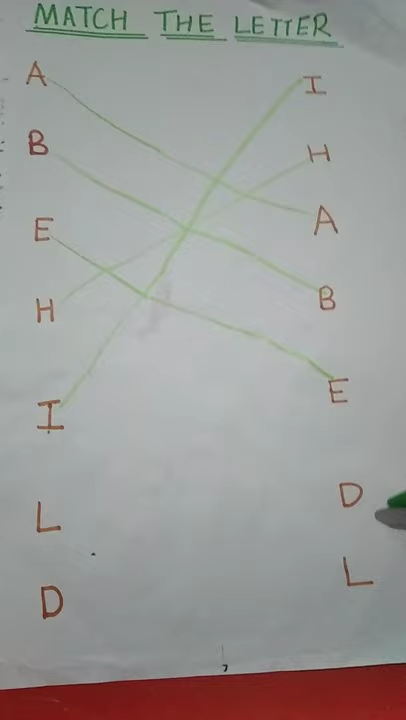 MATCH THE LETTER
A I
B H
E A
H B
I E
L D
D L